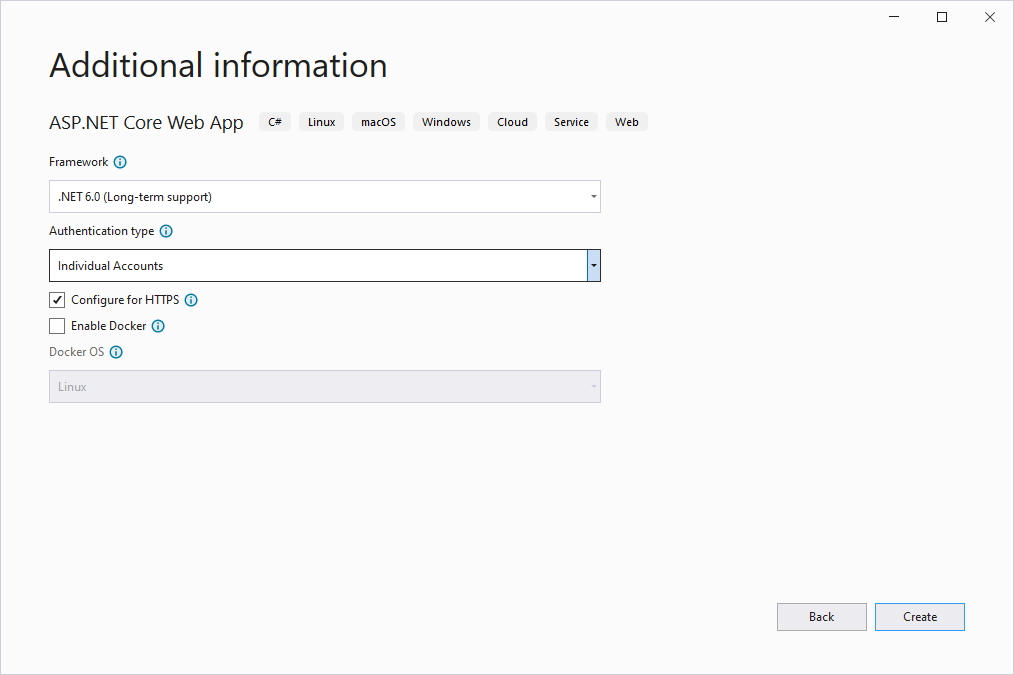 Additional information
ASP.NET Core Web App C# Linux macOS Windows Cloud Service Web
Framework
.NET 6.0 (Long-term support)
Authentication type
Individual Accounts
Configure for HTTPS
Enable Docker
Docker OS
Linux
Back Create